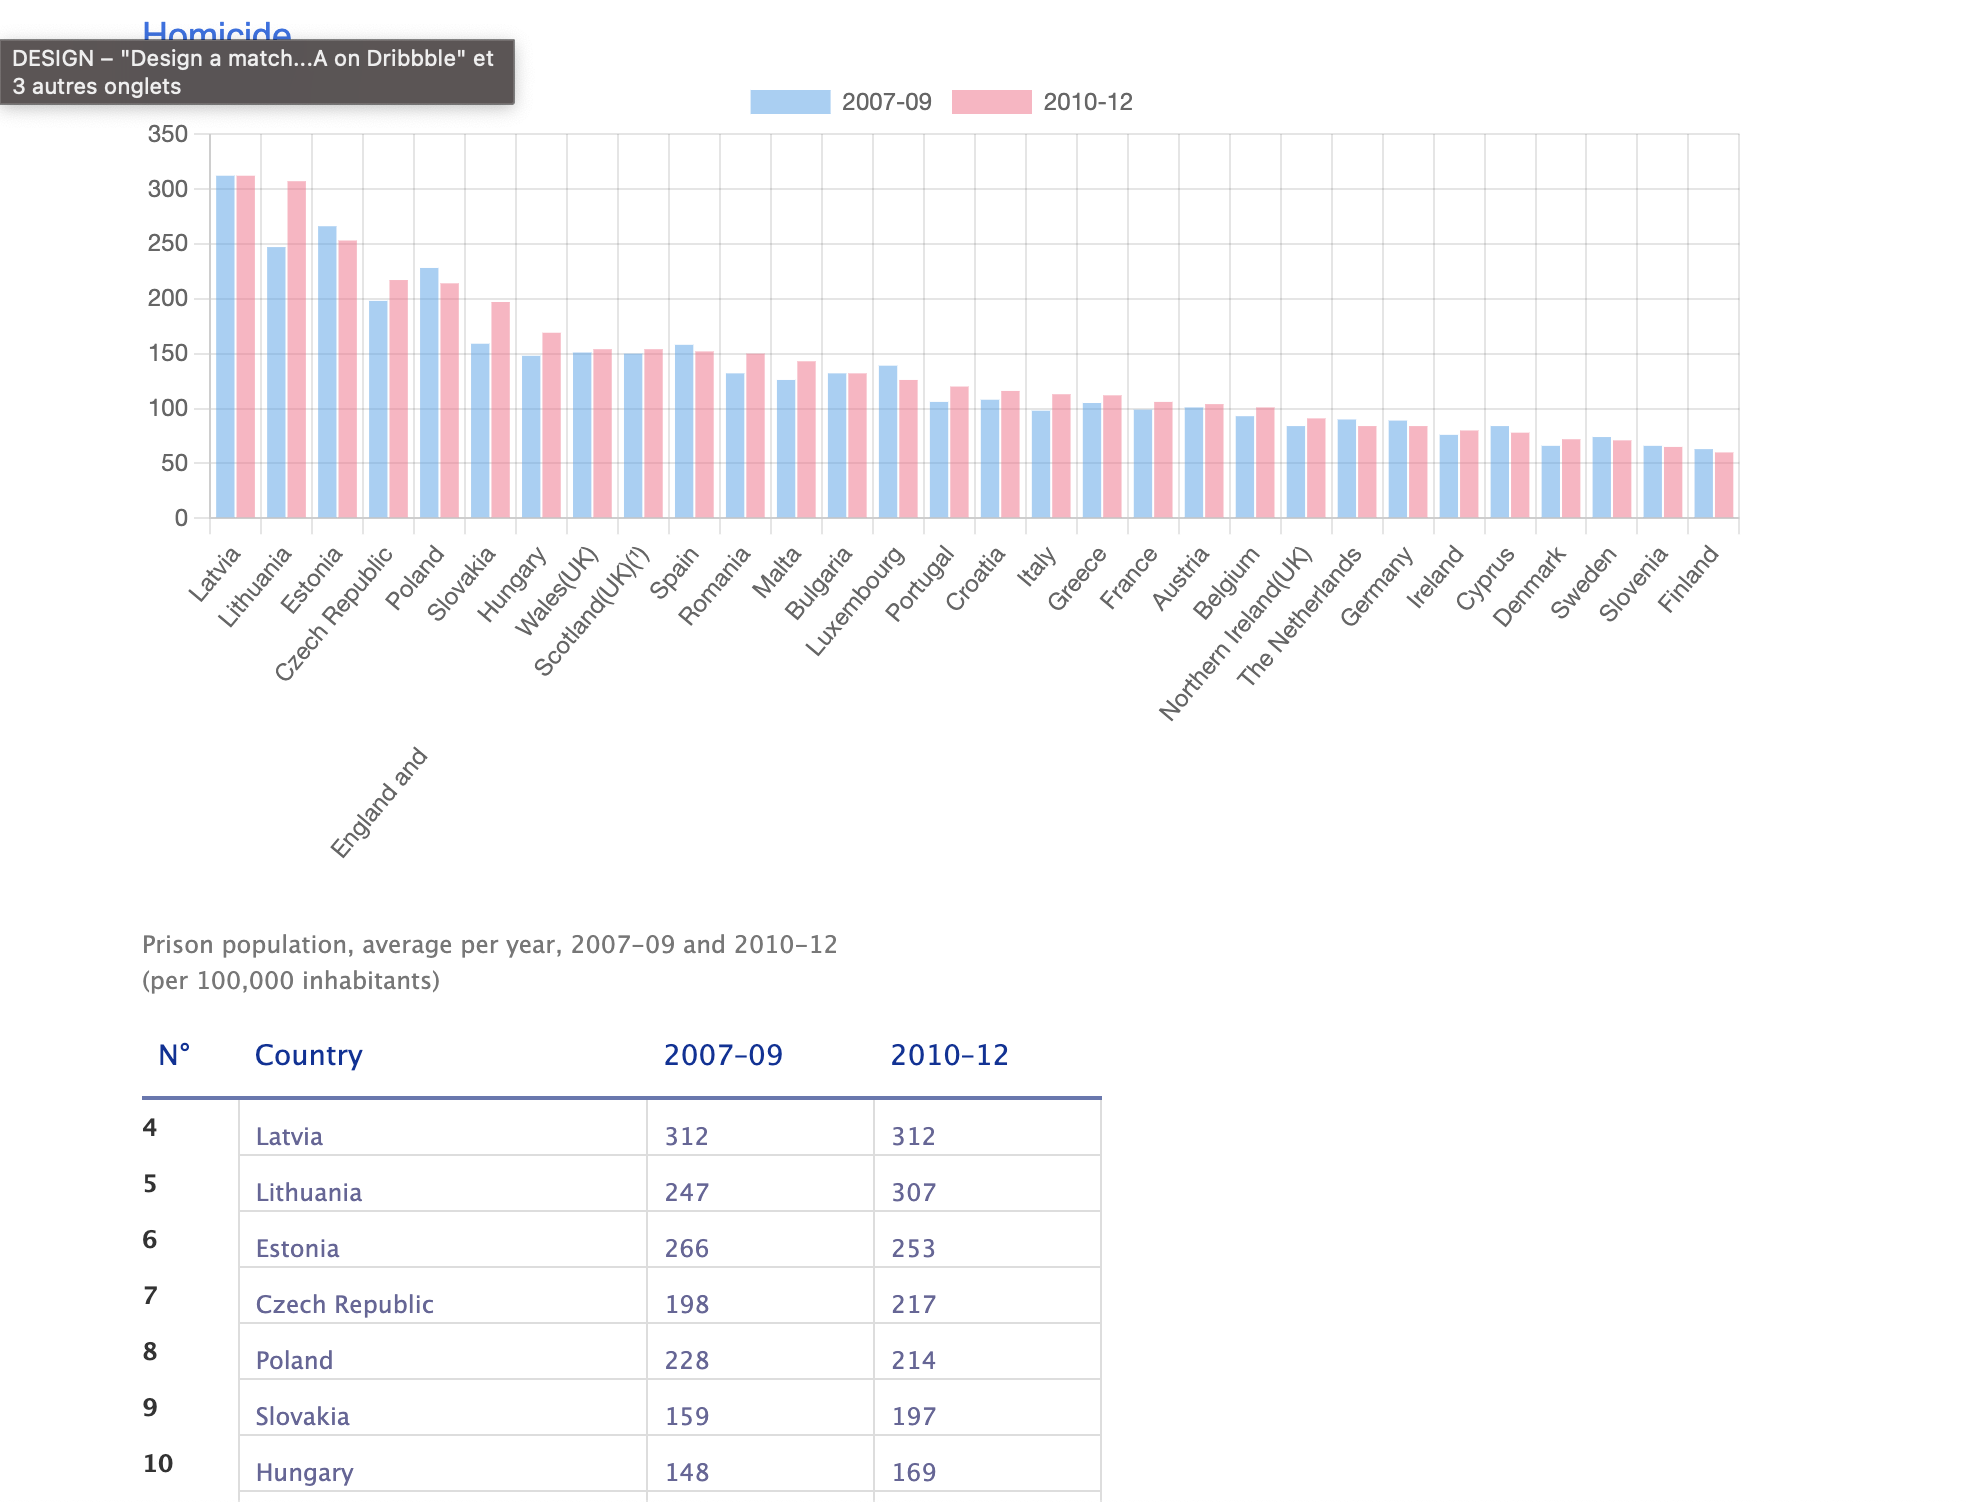 Homicide
DESIGN – "Design a match...A on Dribbble" et
3 autres onglets
2007-09 2010-12
350
300
250
200
150
100
50
0
Latvia
Lithuania
Estonia
Czech Republic
Poland
Slovakia
Hungary
England and
Wales(UK)
Scotland(UK)(¹)
Spain
Romania
Malta
Bulgaria
Luxembourg
Portugal
Croatia
Italy
Greece
France
Austria
Belgium
Northern Ireland(UK)
The Netherlands
Germany
Ireland
Cyprus
Denmark
Sweden
Slovenia
Finland
Prison population, average per year, 2007–09 and 2010–12
(per 100,000 inhabitants)
N° Country 2007–09 2010–12
4 Latvia 312 312
5 Lithuania 247 307
6 Estonia 266 253
7 Czech Republic 198 217
8 Poland 228 214
9 Slovakia 159 197
10 Hungary 148 169